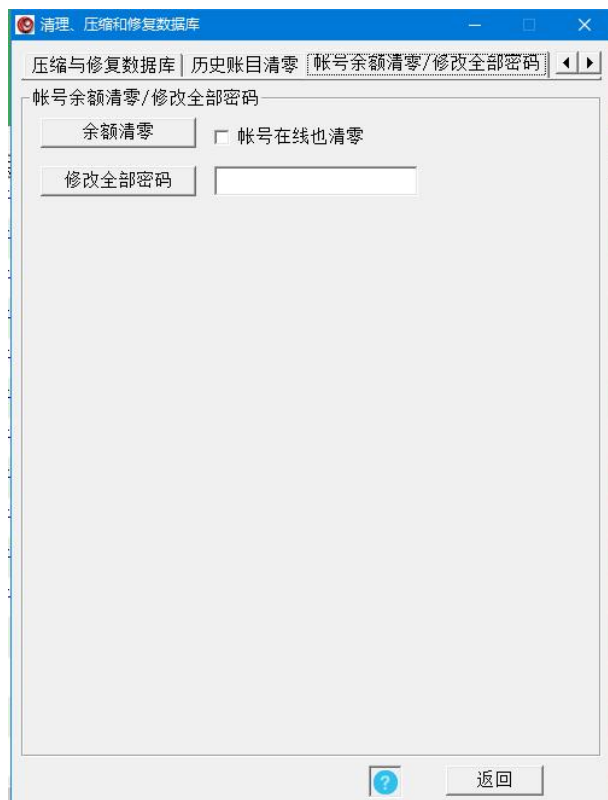 清理、压缩和修复数据库
压缩与修复数据库 历史账目清零 帐号余额清零/修改全部密码
帐号余额清零/修改全部密码
余额清零 帐号在线也清零
修改全部密码
? 返回